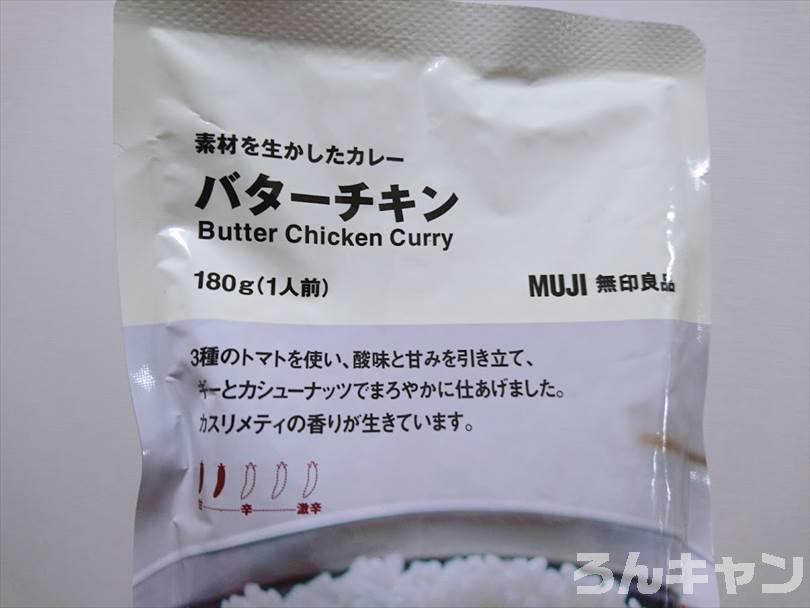 素材を生かしたカレー
バターチキン
Butter Chicken Curry
180g(1人前)
MUJI 無印良品
3種のトマトを使い、酸味と甘みを引き立て、
ギーとカシューナッツでまろやかに仕あげました。
カスリメティの香りが生きています。
辛 激辛
ろんキャン